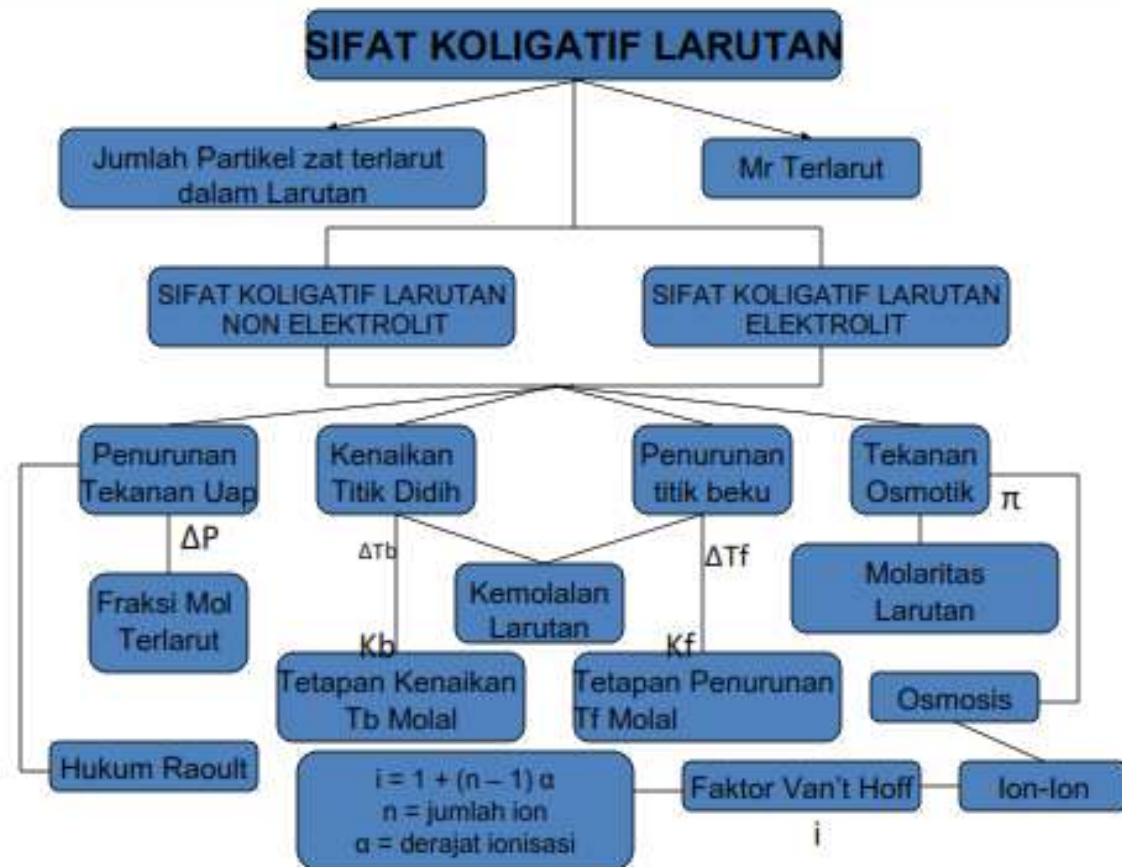 SIFAT KOLIGATIF LARUTAN
Jumlah Partikel zat terlarut
dalam Larutan
Mr Terlarut
SIFAT KOLIGATIF LARUTAN
NON ELEKTROLIT
SIFAT KOLIGATIF LARUTAN
ELEKTROLIT
Penurunan
Tekanan Uap
Kenaikan
Titik Didih
Penurunan
titik beku
Tekanan
Osmotik
π
ΔP
ΔTb
ΔTf
Fraksi Mol
Terlarut
Kemolalan
Larutan
Molaritas
Larutan
Kb
Kf
Tetapan Kenaikan
Tb Molal
Tetapan Penurunan
Tf Molal
Osmosis
Hukum Raoult
i = 1 + (n – 1) α
n = jumlah ion
α = derajat ionisasi
Faktor Van't Hoff
i
Ion-Ion